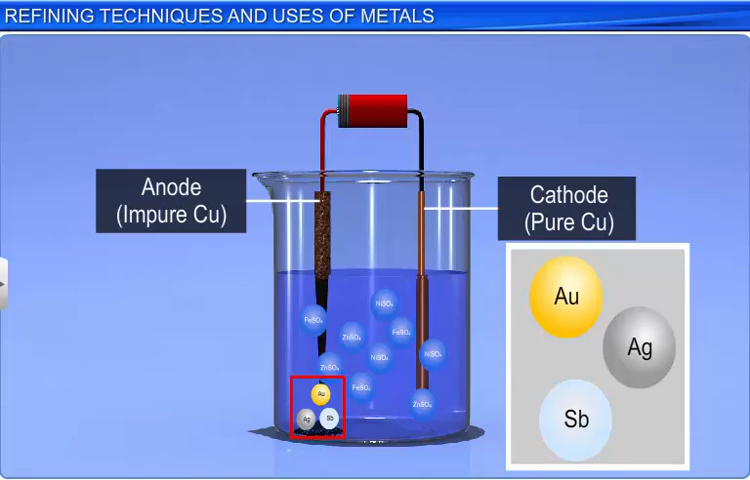 REFINING TECHNIQUES AND USES OF METALS
Anode
(Impure Cu)
Cathode
(Pure Cu)
Au
Ag
Sb
NiSO₄
FeSO₄
FeSO₄
ZnSO₄
NiSO₄
NiSO₄
ZnSO₄
FeSO₄
ZnSO₄
Au
Ag
Sb